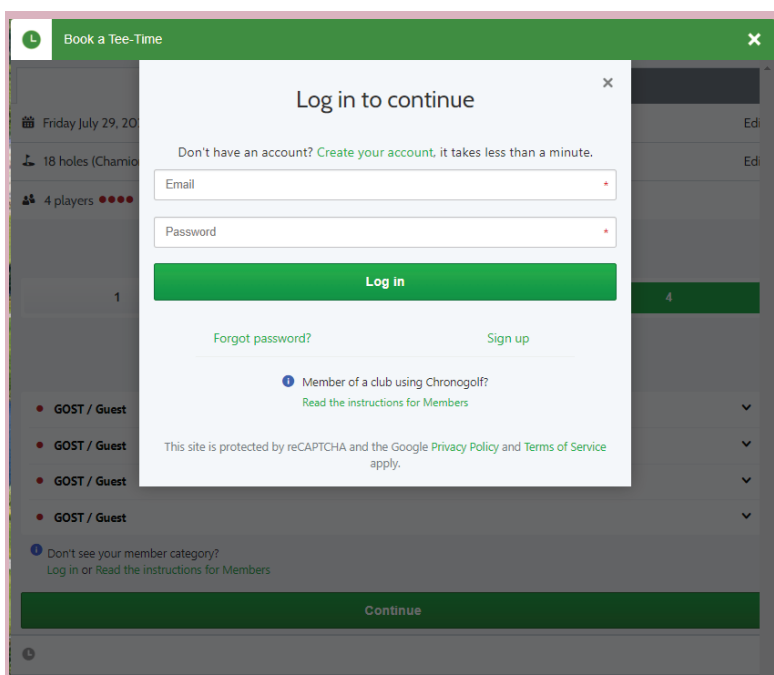 Book a Tee-Time
Log in to continue
Friday July 29,
Don't have an account? Create your account, it takes less than a minute.
18 holes
Email *
4 players
Password *
Log in
1
4
Forgot password?
Sign up
Member of a club using Chronogolf?
Read the instructions for Members
GOST / Guest
GOST / Guest
This site is protected by reCAPTCHA and the Google Privacy Policy and Terms of Service
apply.
GOST / Guest
GOST / Guest
Don't see your member category?
Log in or Read the instructions for Members
Continue